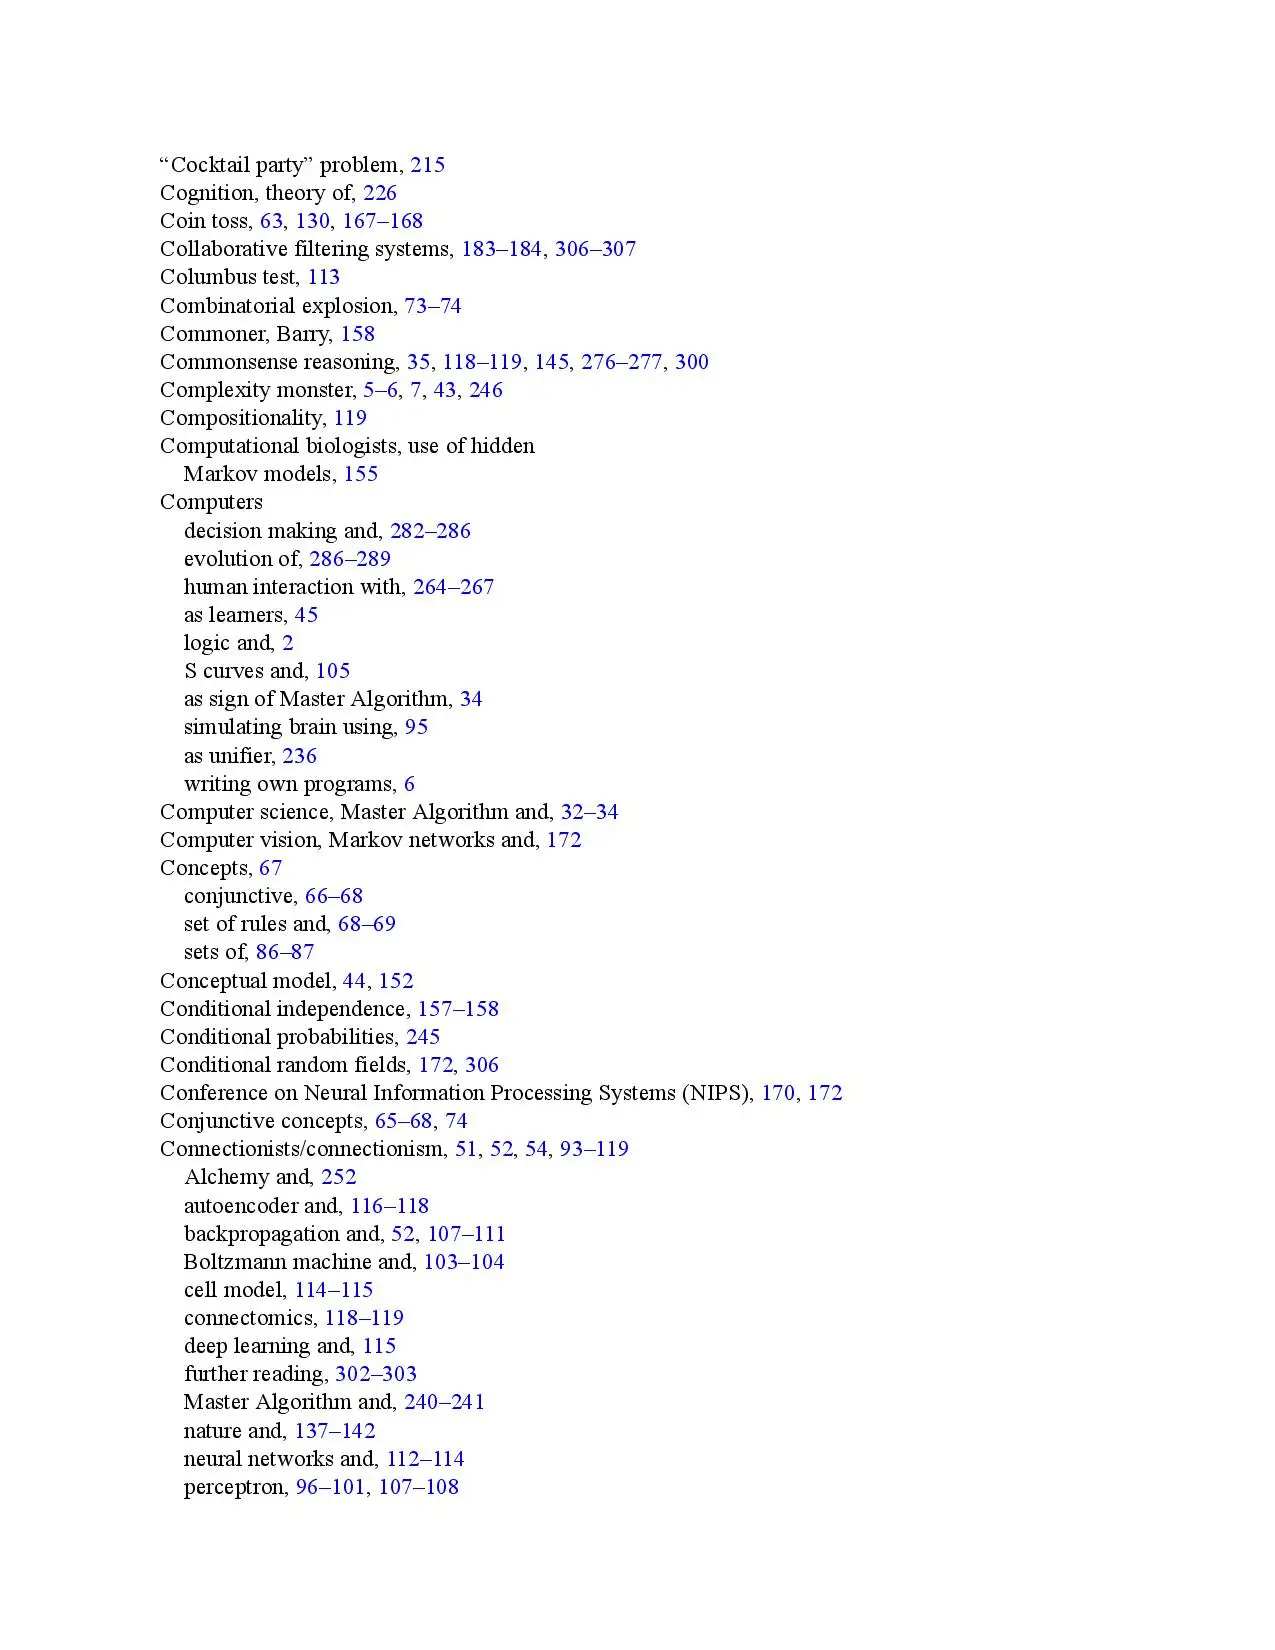 “Cocktail party” problem, 215
Cognition, theory of, 226
Coin toss, 63, 130, 167–168
Collaborative filtering systems, 183–184, 306–307
Columbus test, 113
Combinatorial explosion, 73–74
Commoner, Barry, 158
Commonsense reasoning, 35, 118–119, 145, 276–277, 300
Complexity monster, 5–6, 7, 43, 246
Compositionality, 119
Computational biologists, use of hidden
Markov models, 155
Computers
decision making and, 282–286
evolution of, 286–289
human interaction with, 264–267
as learners, 45
logic and, 2
S curves and, 105
as sign of Master Algorithm, 34
simulating brain using, 95
as unifier, 236
writing own programs, 6
Computer science, Master Algorithm and, 32–34
Computer vision, Markov networks and, 172
Concepts, 67
conjunctive, 66–68
set of rules and, 68–69
sets of, 86–87
Conceptual model, 44, 152
Conditional independence, 157–158
Conditional probabilities, 245
Conditional random fields, 172, 306
Conference on Neural Information Processing Systems (NIPS), 170, 172
Conjunctive concepts, 65–68, 74
Connectionists/connectionism, 51, 52, 54, 93–119
Alchemy and, 252
autoencoder and, 116–118
backpropagation and, 52, 107–111
Boltzmann machine and, 103–104
cell model, 114–115
connectomics, 118–119
deep learning and, 115
further reading, 302–303
Master Algorithm and, 240–241
nature and, 137–142
neural networks and, 112–114
perceptron, 96–101, 107–108